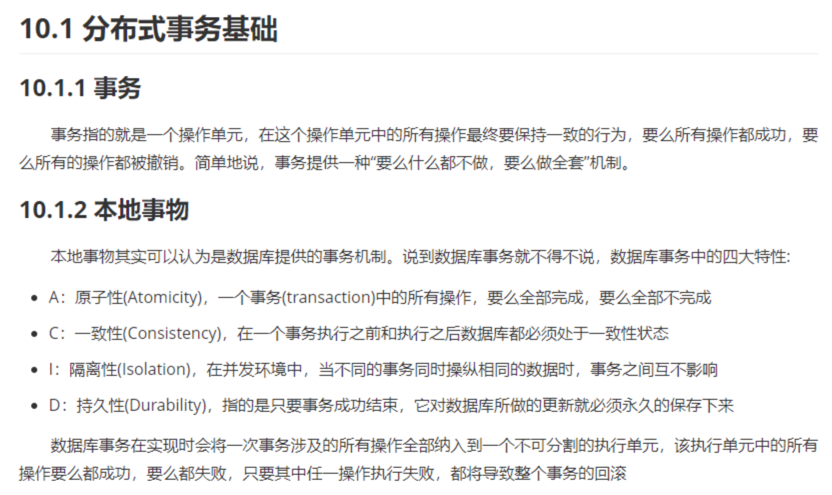 10.1 分布式事务基础
10.1.1 事务
事务指的就是一个操作单元，在这个操作单元中的所有操作最终要保持一致的行为，要么所有操作都成功，要
么所有的操作都被撤销。简单地说，事务提供一种“要么什么都不做，要么做全套”机制。
10.1.2 本地事物
本地事物其实可以认为是数据库提供的事务机制。说到数据库事务就不得不说，数据库事务中的四大特性:
• A：原子性(Atomicity)，一个事务(transaction)中的所有操作，要么全部完成，要么全部不完成
• C：一致性(Consistency)，在一个事务执行之前和执行之后数据库都必须处于一致性状态
• I：隔离性(Isolation)，在并发环境中，当不同的事务同时操纵相同的数据时，事务之间互不影响
• D：持久性(Durability)，指的是只要事务成功结束，它对数据库所做的更新就必须永久的保存下来
数据库事务在实现时会将一次事务涉及的所有操作全部纳入到一个不可分割的执行单元，该执行单元中的所有
操作要么都成功，要么都失败，只要其中任一操作执行失败，都将导致整个事务的回滚